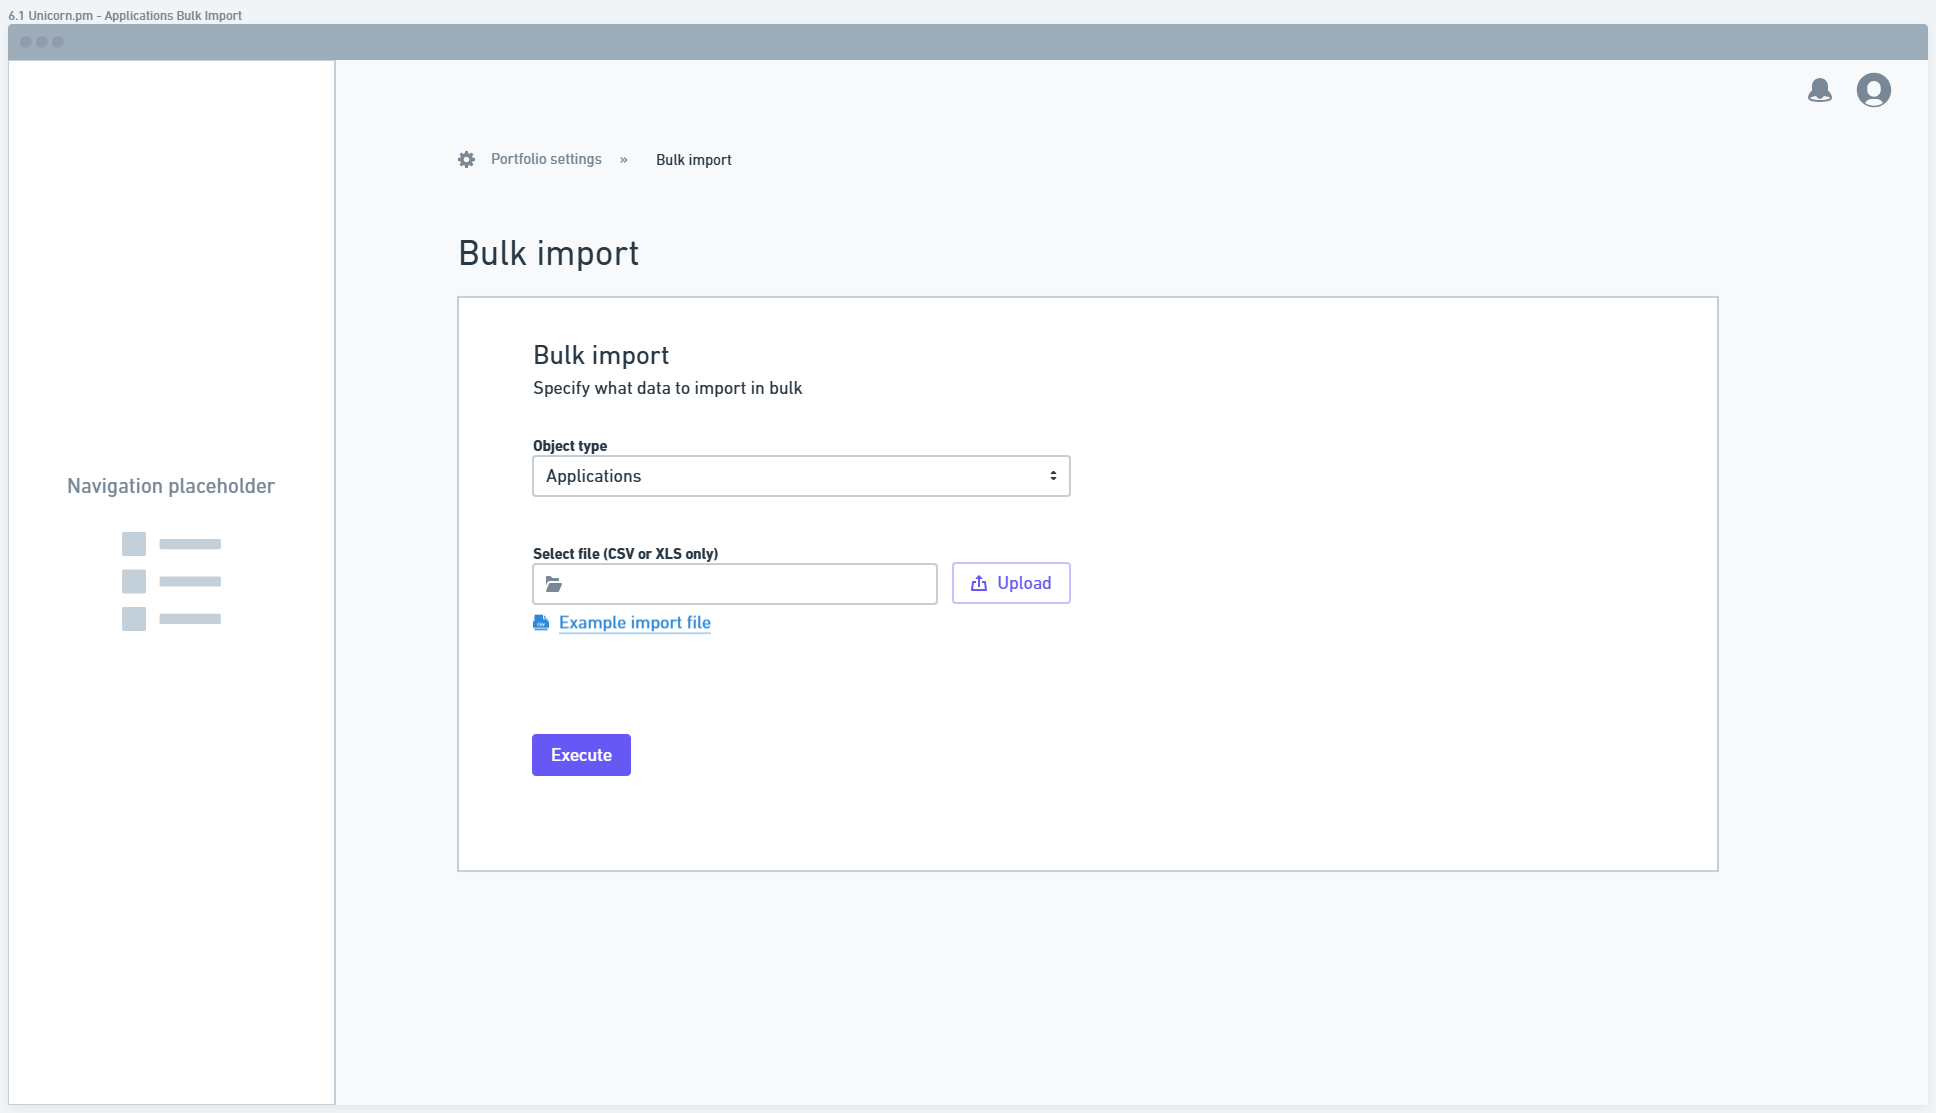 6.1 Unicorn.pm - Applications Bulk Import
Portfolio settings » Bulk import
Bulk import
Bulk import
Specify what data to import in bulk
Object type
Applications
Navigation placeholder
Select file (CSV or XLS only)
Upload
Example import file
Execute